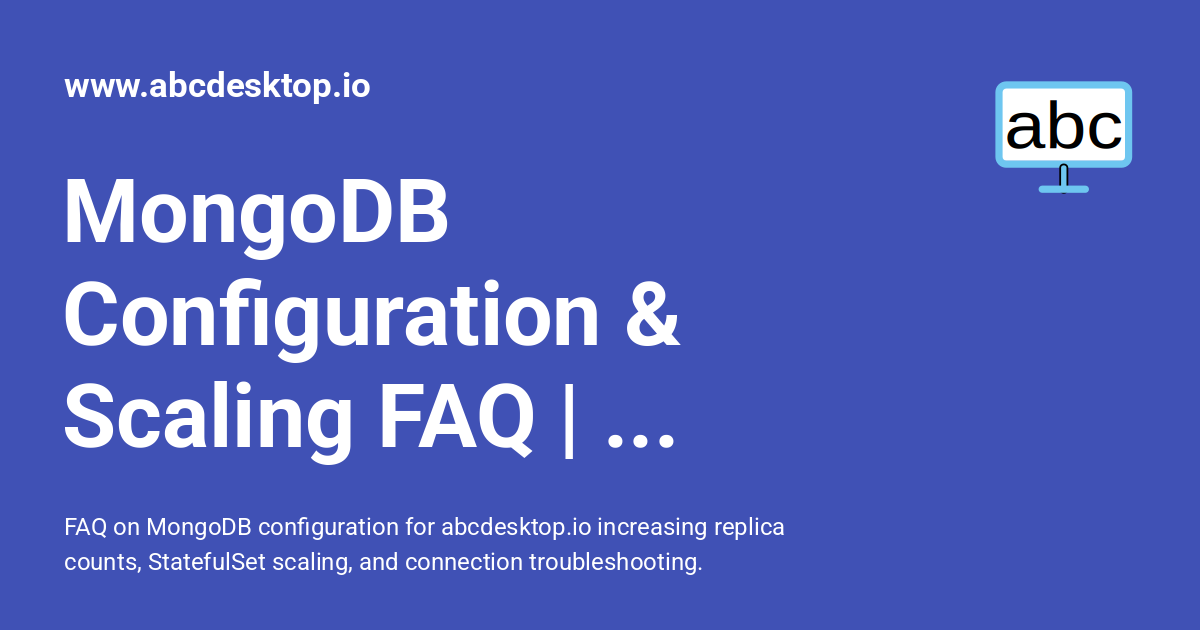 www.abcdesktop.io
abc
MongoDB
Configuration &
Scaling FAQ | ...
FAQ on MongoDB configuration for abcdesktop.io increasing replica
counts, StatefulSet scaling, and connection troubleshooting.